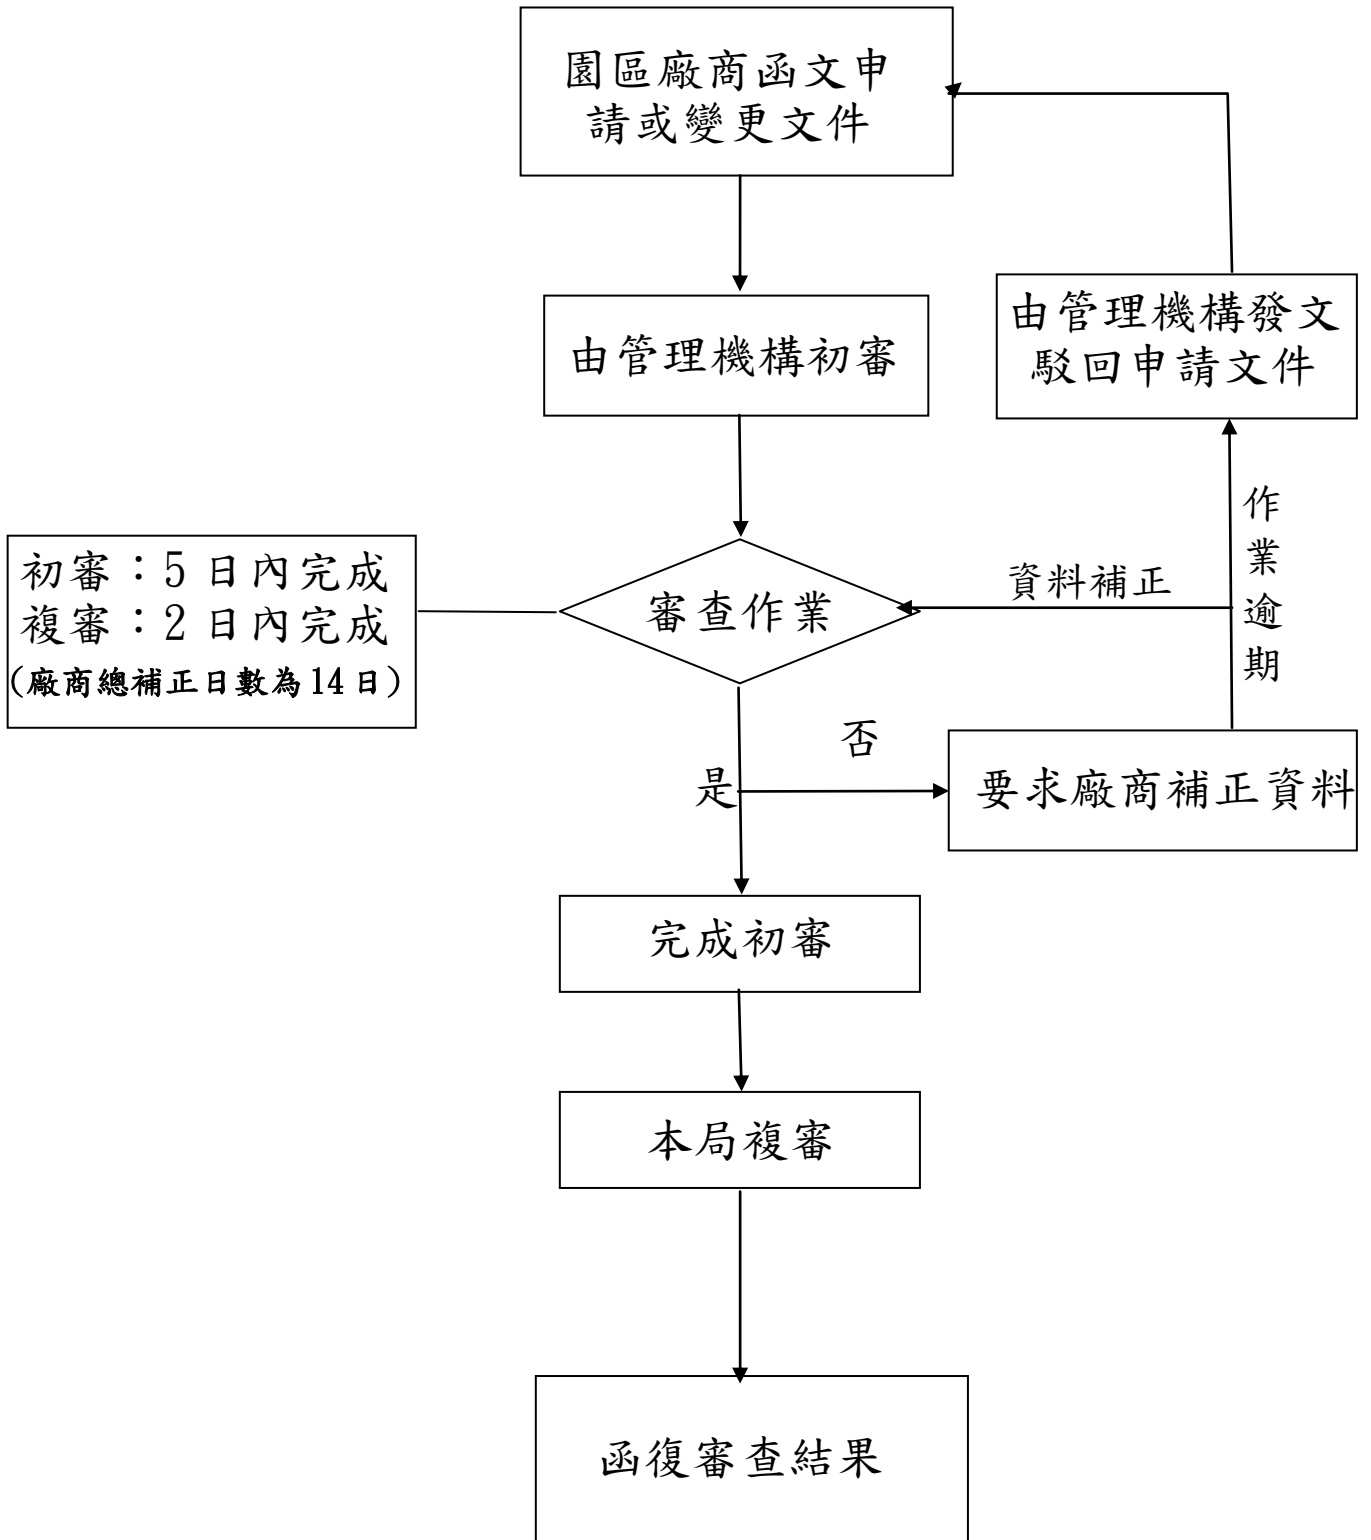 園區廠商函文申
請或變更文件
由管理機構初審
由管理機構發文
駁回申請文件
作業逾期
初審：5 日內完成
複審：2 日內完成
(廠商總補正日數為 14 日)
審查作業
資料補正
否
是
要求廠商補正資料
完成初審
本局複審
函復審查結果